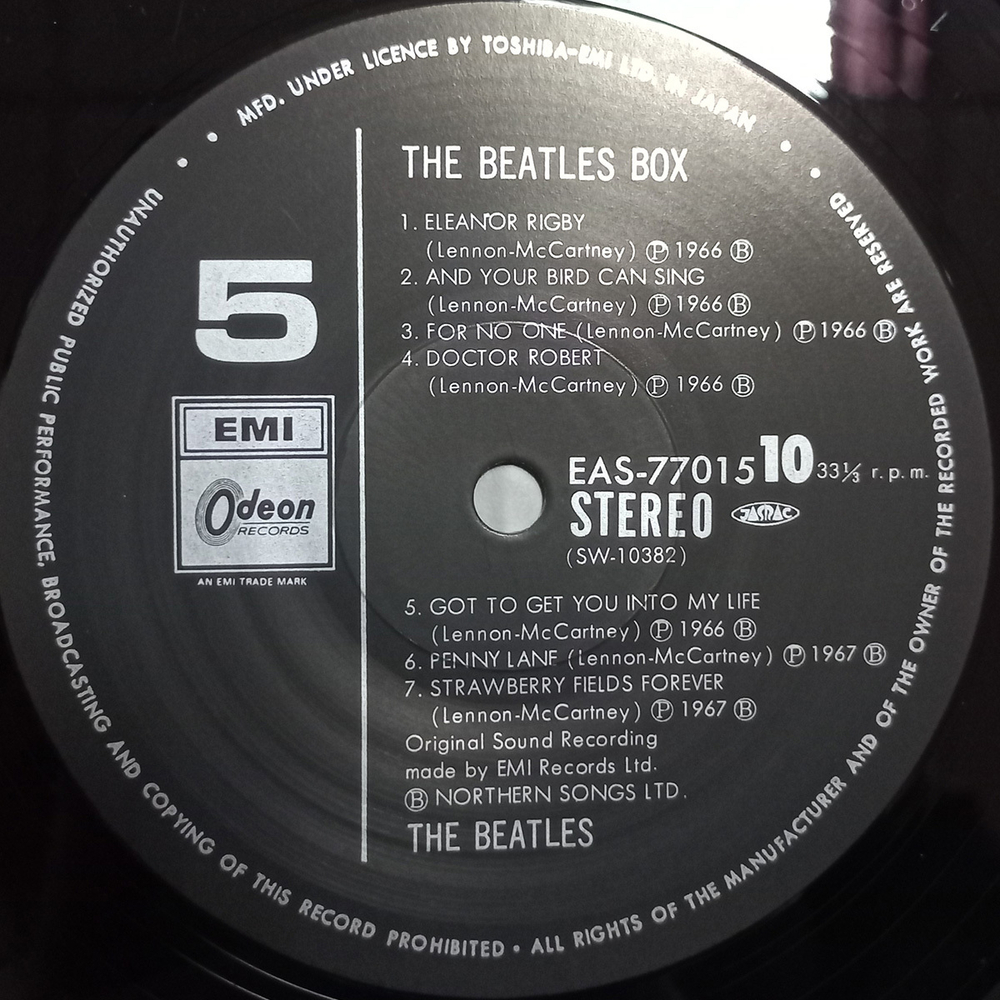 MFD. UNDER LICENCE BY TOSHIBA-EMI LTD. IN JAPAN
THE BEATLES BOX
1. ELEANOR RIGBY
(Lennon-McCartney) Ⓟ 1966 Ⓑ
2. AND YOUR BIRD CAN SING
(Lennon-McCartney) Ⓟ 1966 Ⓑ
3. FOR NO ONE (Lennon-McCartney) Ⓟ 1966 Ⓑ
4. DOCTOR ROBERT
(Lennon-McCartney) Ⓟ 1966 Ⓑ
5
EMI
Odeon
RECORDS
AN EMI TRADE MARK
EAS-77015 10 33⅓ r.p.m.
STEREO JASRAC
(SW-10382)
5. GOT TO GET YOU INTO MY LIFE
(Lennon-McCartney) Ⓟ 1966 Ⓑ
6. PENNY LANE (Lennon-McCartney) Ⓟ 1967 Ⓑ
7. STRAWBERRY FIELDS FOREVER
(Lennon-McCartney) Ⓟ 1967 Ⓑ
Original Sound Recording
made by EMI Records Ltd.
Ⓑ NORTHERN SONGS LTD.
THE BEATLES
UNAUTHORIZED PUBLIC PERFORMANCE, BROADCASTING AND COPYING OF THIS RECORD PROHIBITED • ALL RIGHTS OF THE MANUFACTURER AND OF THE OWNER OF THE RECORDED WORK ARE RESERVED